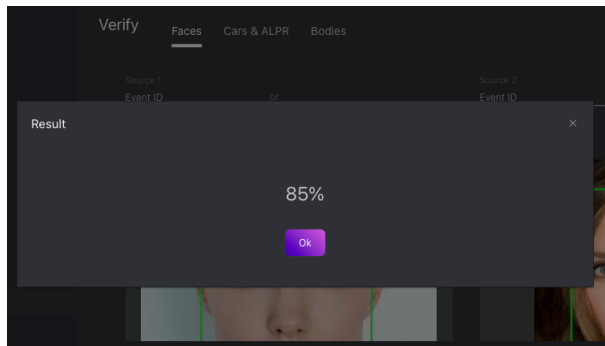 Verify
Faces Cars & ALPR Bodies
Source 1 Source 2
Event ID or Event ID
Result ×
85%
Ok